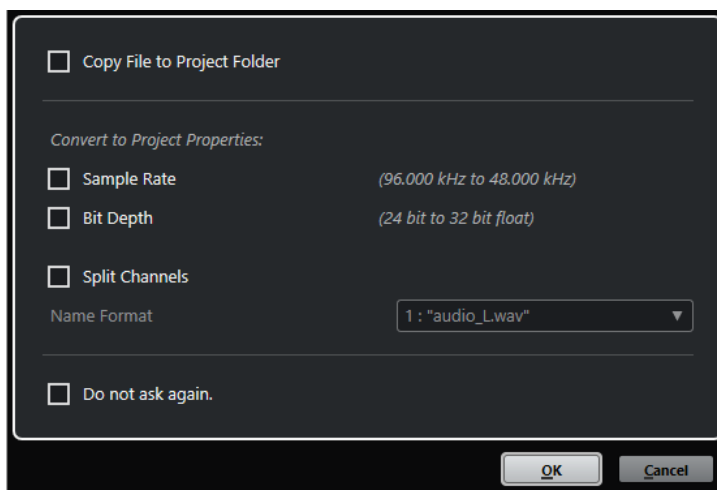 Copy File to Project Folder
Convert to Project Properties:
Sample Rate (96.000 kHz to 48.000 kHz)
Bit Depth (24 bit to 32 bit float)
Split Channels
Name Format 1 : "audio_L.wav"
Do not ask again.
OK Cancel